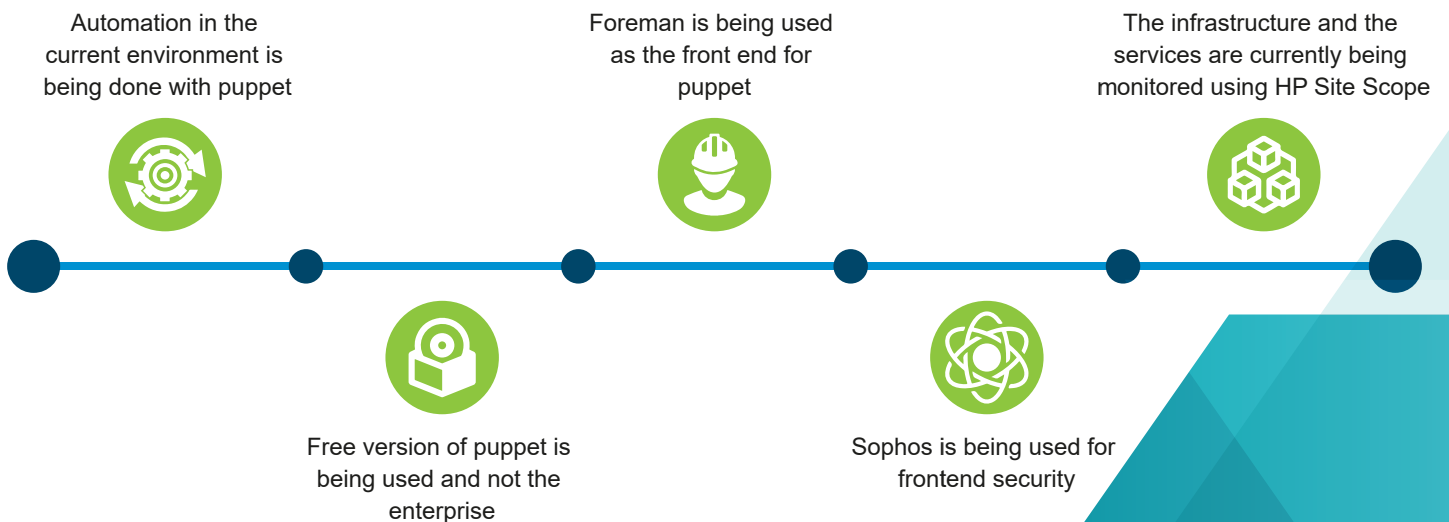 Automation in the
current environment is
being done with puppet
Free version of puppet is
being used and not the
enterprise
Foreman is being used
as the front end for
puppet
Sophos is being used for
frontend security
The infrastructure and the
services are currently being
monitored using HP Site Scope